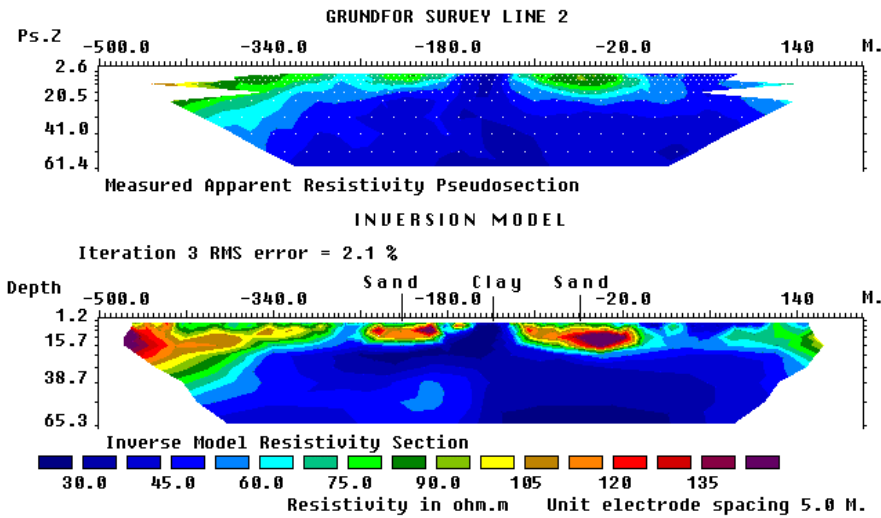 GRUNDFOR SURVEY LINE 2
Ps.Z -500.0 -340.0 -180.0 -20.0 140 M.
2.6
20.5
41.0
61.4
Measured Apparent Resistivity Pseudosection
INVERSION MODEL
Iteration 3 RMS error = 2.1 %
Sand Clay Sand
Depth -500.0 -340.0 -180.0 -20.0 140 M.
1.2
15.7
38.7
65.3
Inverse Model Resistivity Section
30.0 45.0 60.0 75.0 90.0 105 120 135
Resistivity in ohm.m Unit electrode spacing 5.0 M.